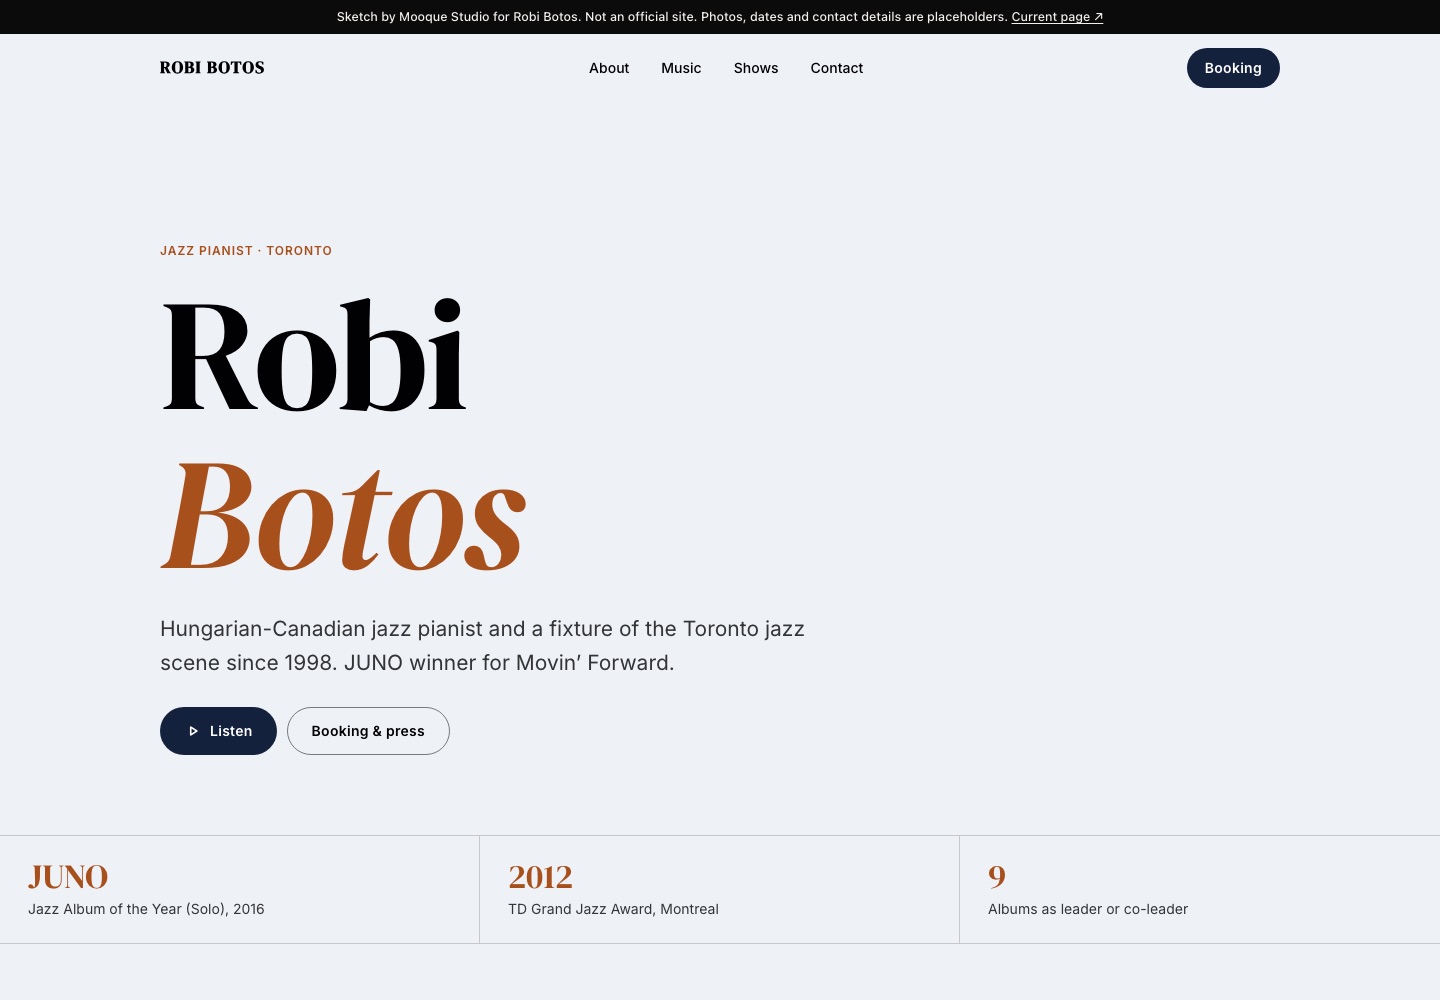 Sketch by Mooque Studio for Robi Botos. Not an official site. Photos, dates and contact details are placeholders. Current page ↗
ROBI BOTOS
About
Music
Shows
Contact
Booking
JAZZ PIANIST · TORONTO
Robi
Botos
Hungarian-Canadian jazz pianist and a fixture of the Toronto jazz
scene since 1998. JUNO winner for Movin’ Forward.
Listen
Booking & press
JUNO
Jazz Album of the Year (Solo), 2016
2012
TD Grand Jazz Award, Montreal
9
Albums as leader or co-leader